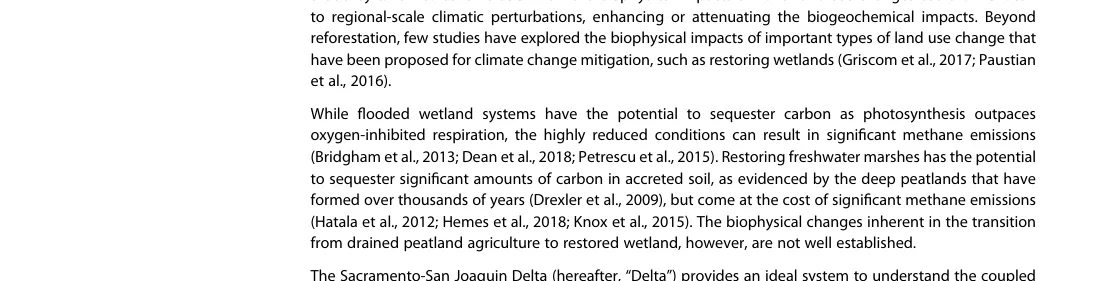 to regional-scale climatic perturbations, enhancing or attenuating the biogeochemical impacts. Beyond
reforestation, few studies have explored the biophysical impacts of important types of land use change that
have been proposed for climate change mitigation, such as restoring wetlands (Griscom et al., 2017; Paustian
et al., 2016).
While flooded wetland systems have the potential to sequester carbon as photosynthesis outpaces
oxygen-inhibited respiration, the highly reduced conditions can result in significant methane emissions
(Bridgham et al., 2013; Dean et al., 2018; Petrescu et al., 2015). Restoring freshwater marshes has the potential
to sequester significant amounts of carbon in accreted soil, as evidenced by the deep peatlands that have
formed over thousands of years (Drexler et al., 2009), but come at the cost of significant methane emissions
(Hatala et al., 2012; Hemes et al., 2018; Knox et al., 2015). The biophysical changes inherent in the transition
from drained peatland agriculture to restored wetland, however, are not well established.
The Sacramento-San Joaquin Delta (hereafter, “Delta”) provides an ideal system to understand the coupled